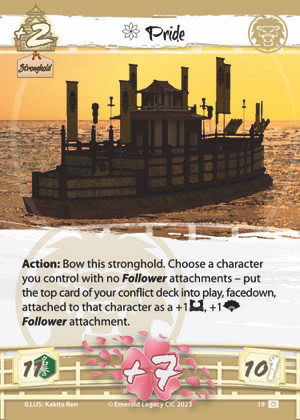 +2
Pride
Stronghold
Action: Bow this stronghold. Choose a character
you control with no Follower attachments – put
the top card of your conflict deck into play, facedown,
attached to that character as a +1, +1
Follower attachment.
11
+7
10
ILLUS: Kakita Ren
© Emerald Legacy CIC 2023
19